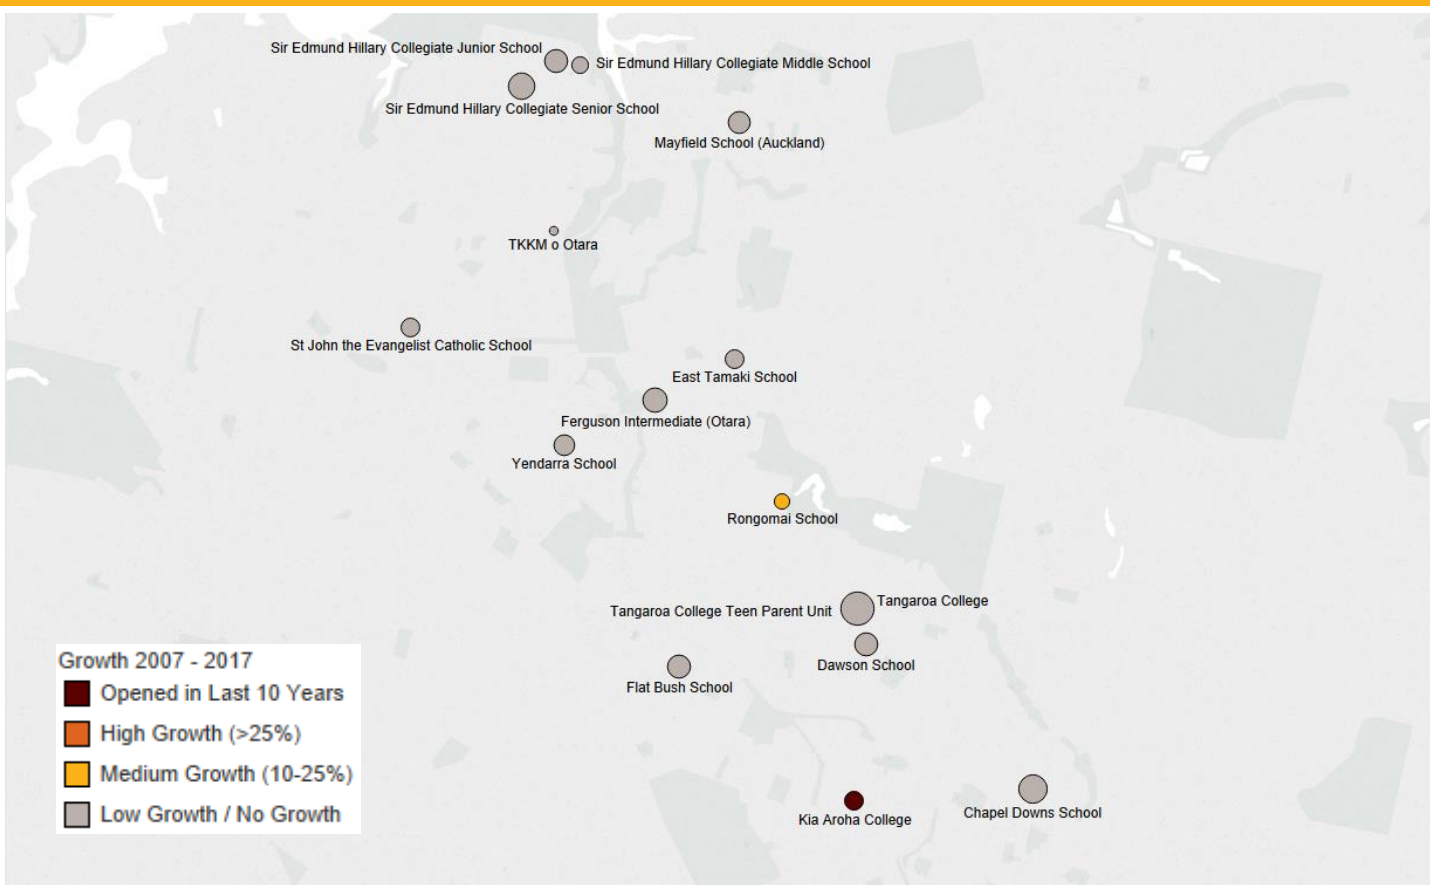 Sir Edmund Hillary Collegiate Junior School
Sir Edmund Hillary Collegiate Middle School
Sir Edmund Hillary Collegiate Senior School
Mayfield School (Auckland)
TKKM o Otara
St John the Evangelist Catholic School
East Tamaki School
Ferguson Intermediate (Otara)
Yendarra School
Rongomai School
Tangaroa College Teen Parent Unit
Tangaroa College
Dawson School
Flat Bush School
Kia Aroha College
Chapel Downs School
Growth 2007 - 2017
Opened in Last 10 Years
High Growth (>25%)
Medium Growth (10-25%)
Low Growth / No Growth